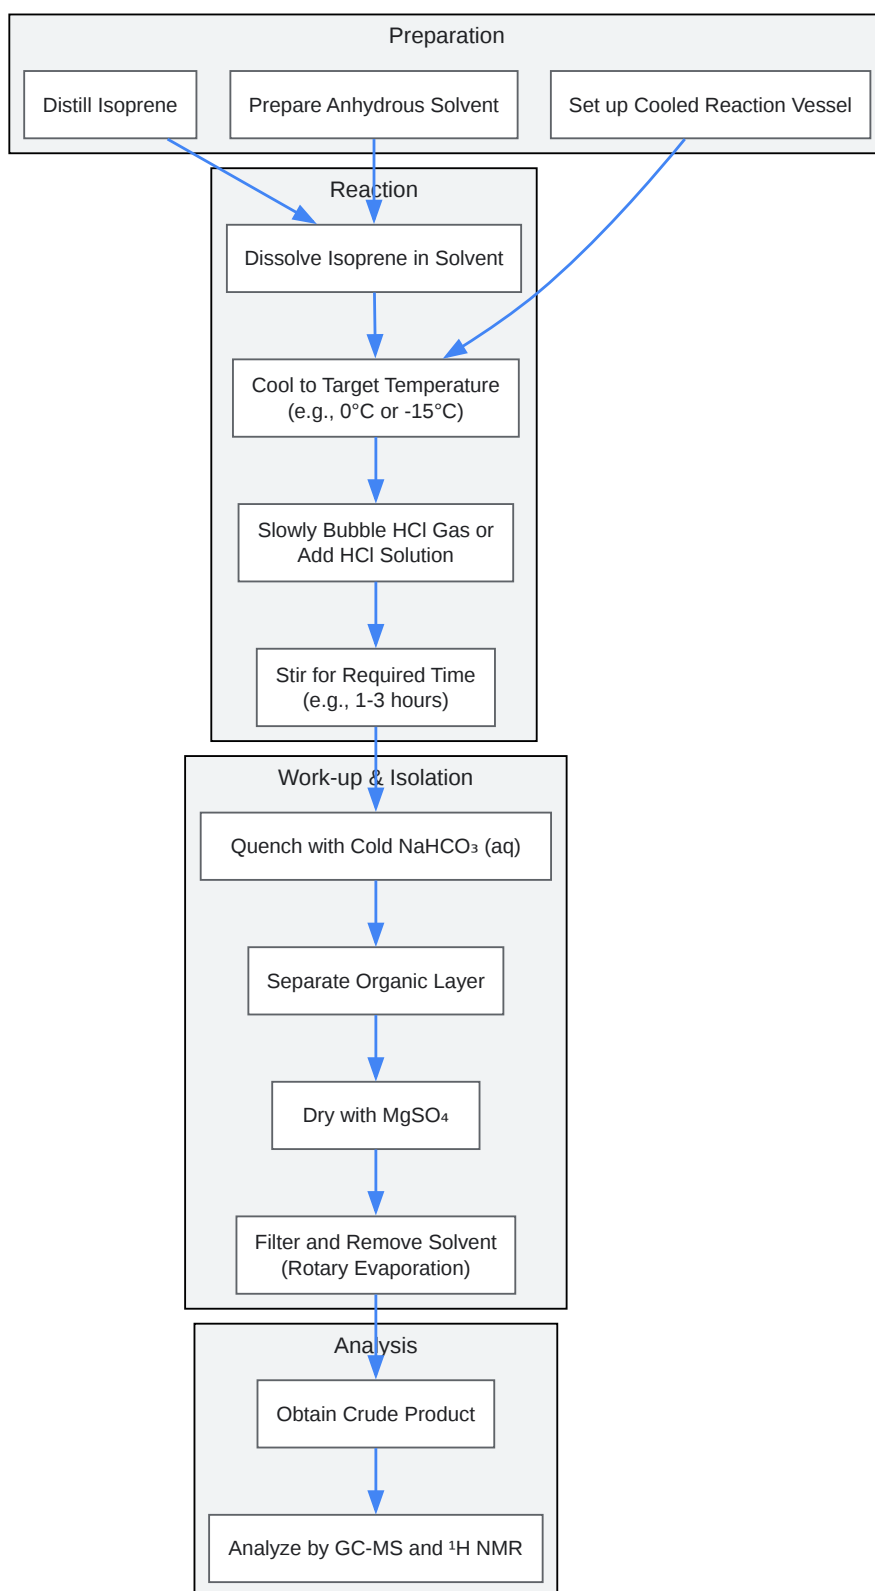 Preparation
Distill Isoprene
Prepare Anhydrous Solvent
Set up Cooled Reaction Vessel
Reaction
Dissolve Isoprene in Solvent
Cool to Target Temperature
(e.g., 0°C or -15°C)
Slowly Bubble HCl Gas or
Add HCl Solution
Stir for Required Time
(e.g., 1-3 hours)
Work-up & Isolation
Quench with Cold NaHCO₃ (aq)
Separate Organic Layer
Dry with MgSO₄
Filter and Remove Solvent
(Rotary Evaporation)
Analysis
Obtain Crude Product
Analyze by GC-MS and ¹H NMR